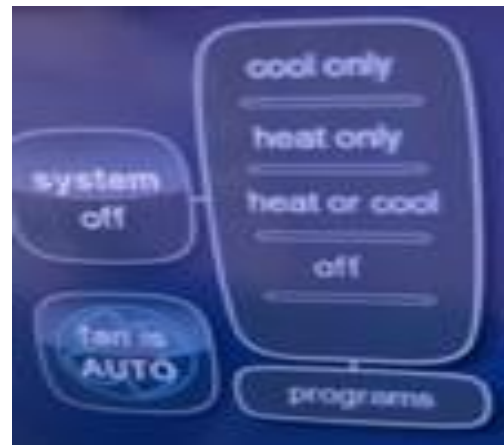 system
off
cool only
heat only
heat or cool
off
fan is
AUTO
programs